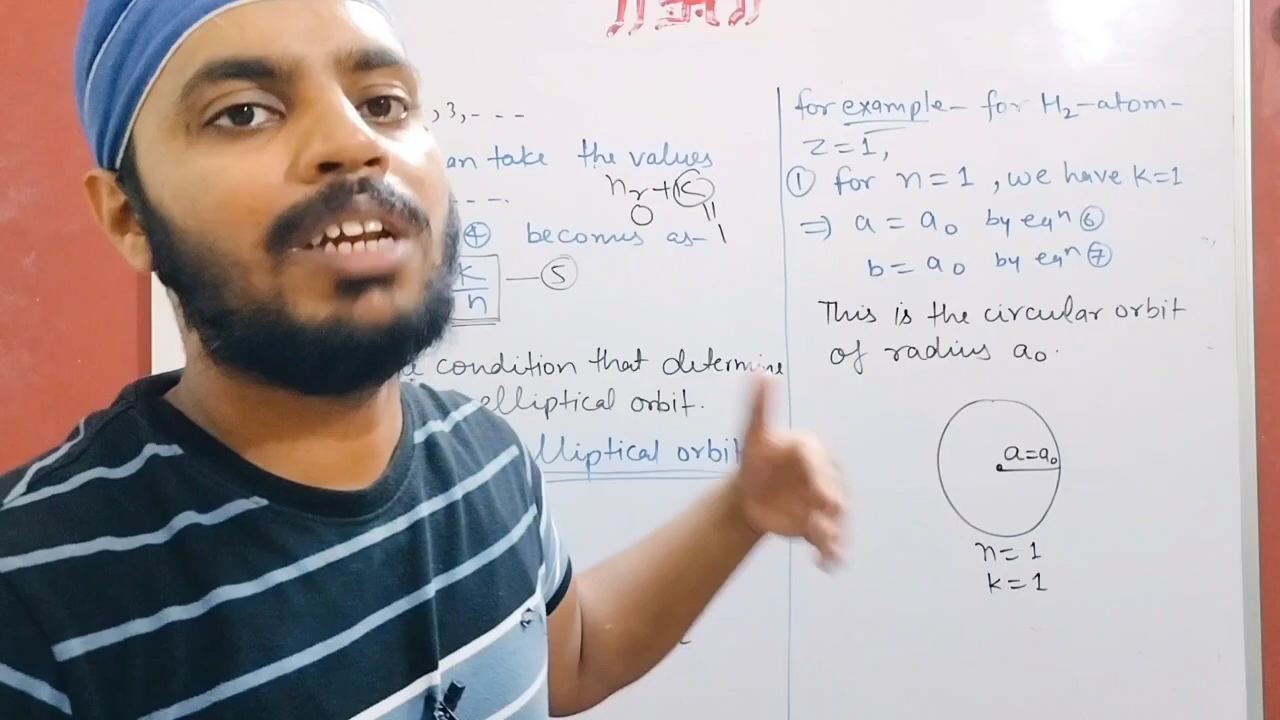 , 3, - - -
an take the values
nr + k
0 1
- - -.
④ becomes as-
k/n — ⑤
condition that determine
elliptical orbit.
lliptical orbit
for example - for H₂-atom-
Z=1,
① for n=1, we have k=1
⇒ a = a₀ by eqⁿ ⑥
b = a₀ by eqⁿ ⑦
This is the circular orbit
of radius a₀.
a=a₀
n=1
k=1